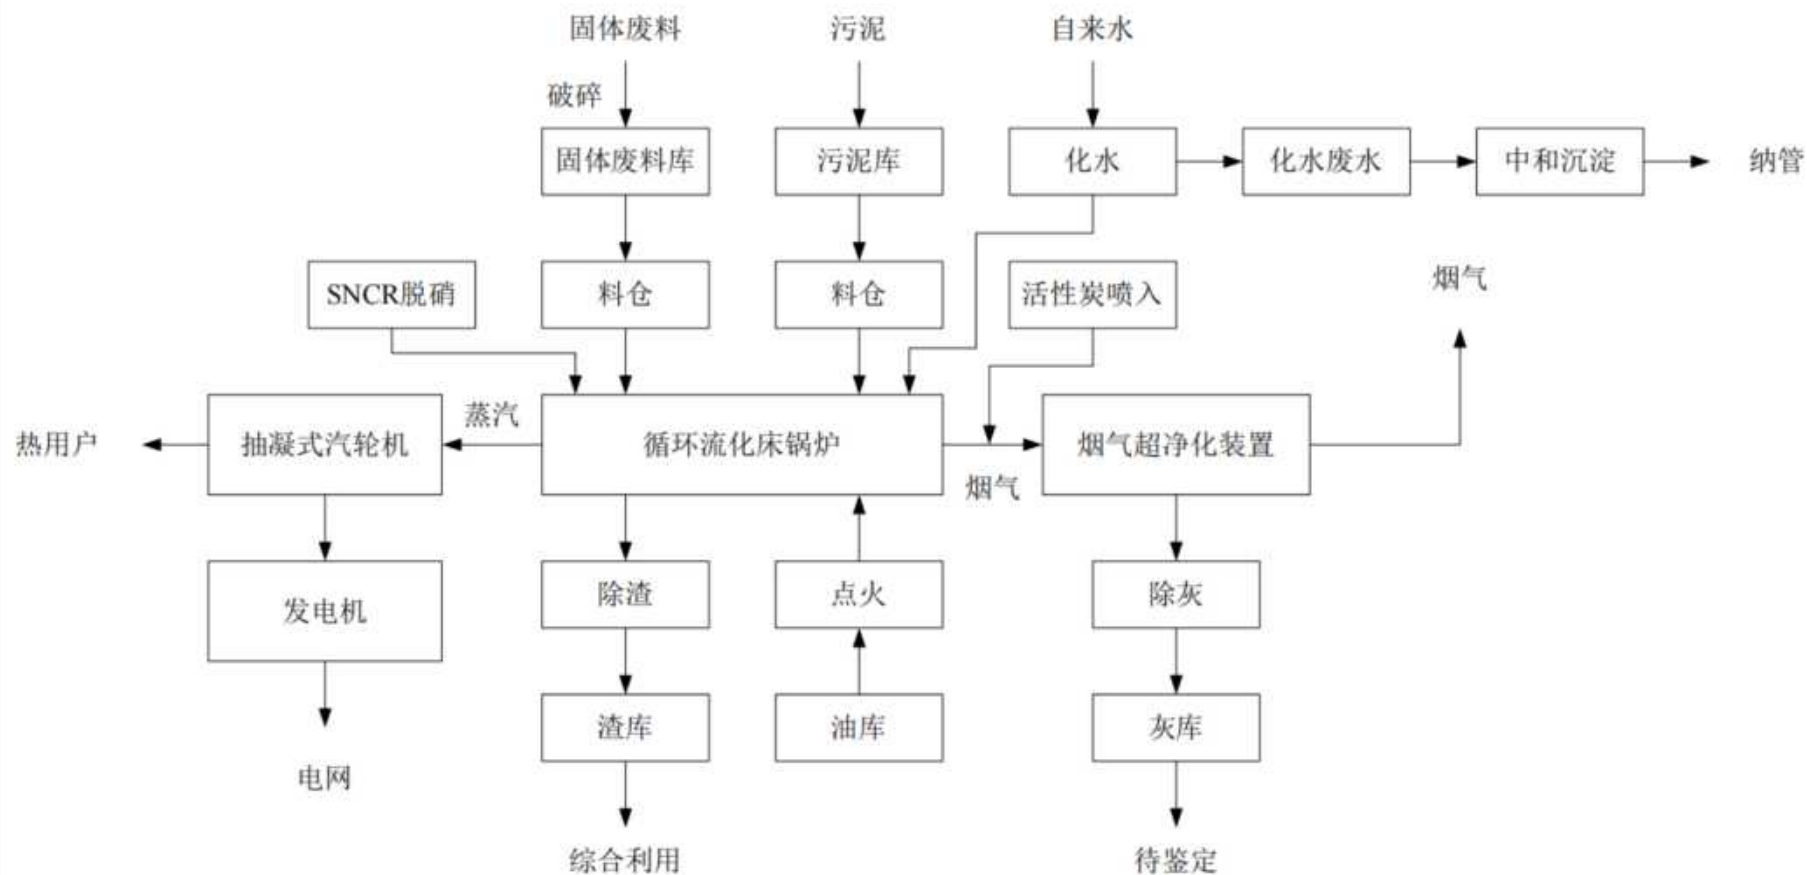 固体废料
污泥
自来水
破碎
固体废料库
污泥库
化水
化水废水
中和沉淀
纳管
SNCR脱硝
料仓
料仓
活性炭喷入
烟气
热用户
抽凝式汽轮机
蒸汽
循环流化床锅炉
烟气
烟气超净化装置
发电机
除渣
点火
除灰
渣库
油库
灰库
电网
综合利用
待鉴定